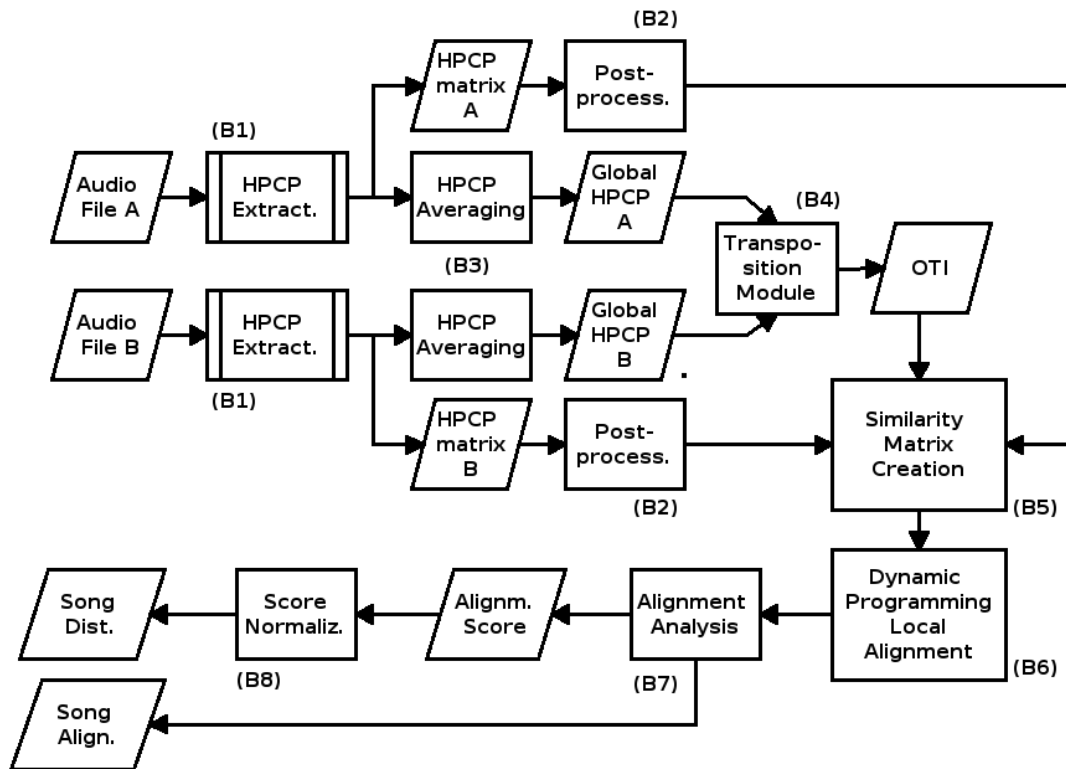 (B2)
HPCP
matrix
A
Post-
process.
(B1)
Audio
File A
HPCP
Extract.
HPCP
Averaging
Global
HPCP
A
(B4)
(B3)
Transpo-
sition
Module
OTI
Audio
File B
HPCP
Extract.
HPCP
Averaging
Global
HPCP
B
(B1)
HPCP
matrix
B
Post-
process.
(B2)
Similarity
Matrix
Creation
(B5)
Song
Dist.
Score
Normaliz.
(B8)
Alignm.
Score
Alignment
Analysis
(B7)
Dynamic
Programming
Local
Alignment
(B6)
Song
Align.